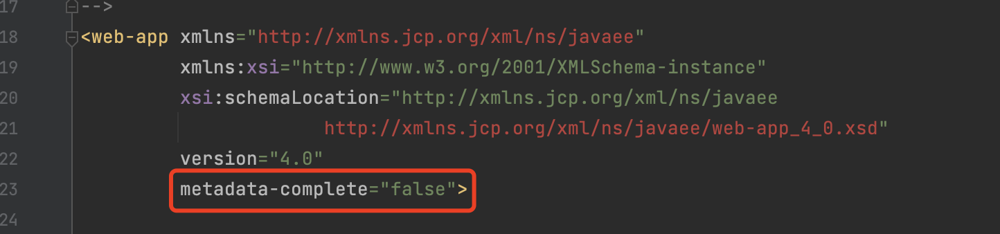 17 -->
18 <web-app xmlns="http://xmlns.jcp.org/xml/ns/javaee"
19 xmlns:xsi="http://www.w3.org/2001/XMLSchema-instance"
20 xsi:schemaLocation="http://xmlns.jcp.org/xml/ns/javaee
21 http://xmlns.jcp.org/xml/ns/javaee/web-app_4_0.xsd"
22 version="4.0"
23 metadata-complete="false">
24